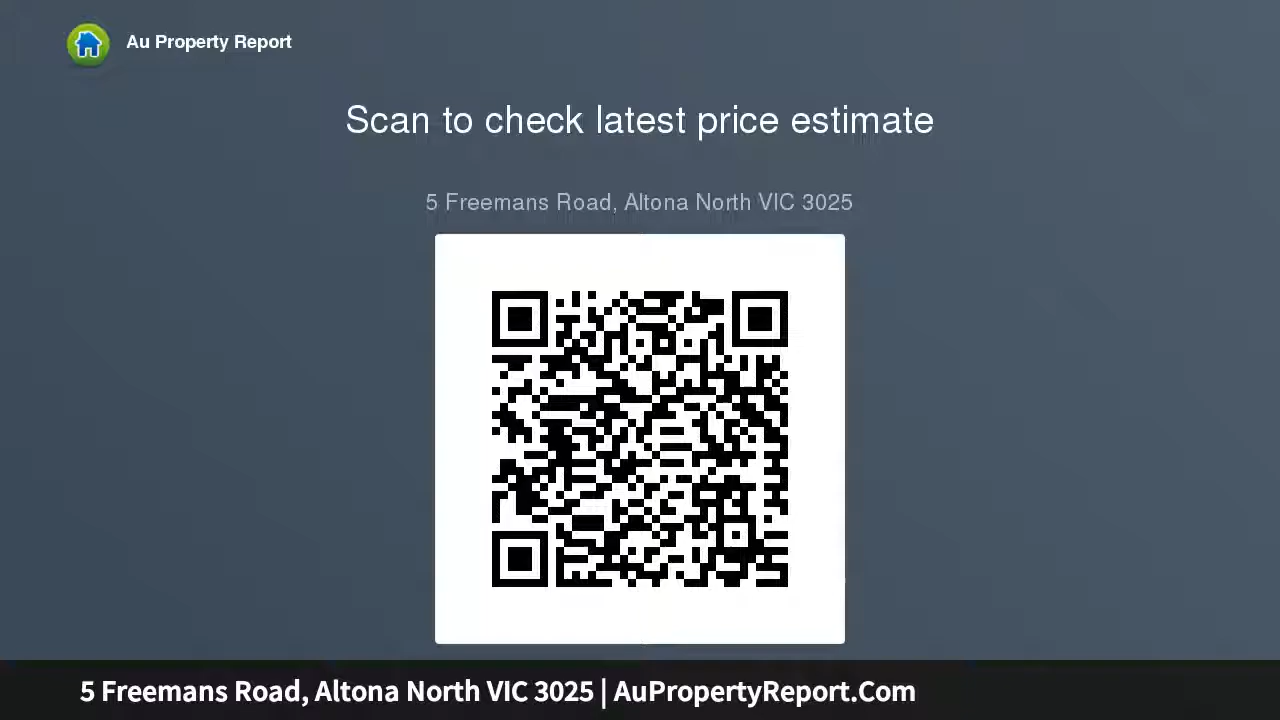 Au Property Report
Scan to check latest price estimate
5 Freemans Road, Altona North VIC 3025
5 Freemans Road, Altona North VIC 3025 | AuPropertyReport.Com